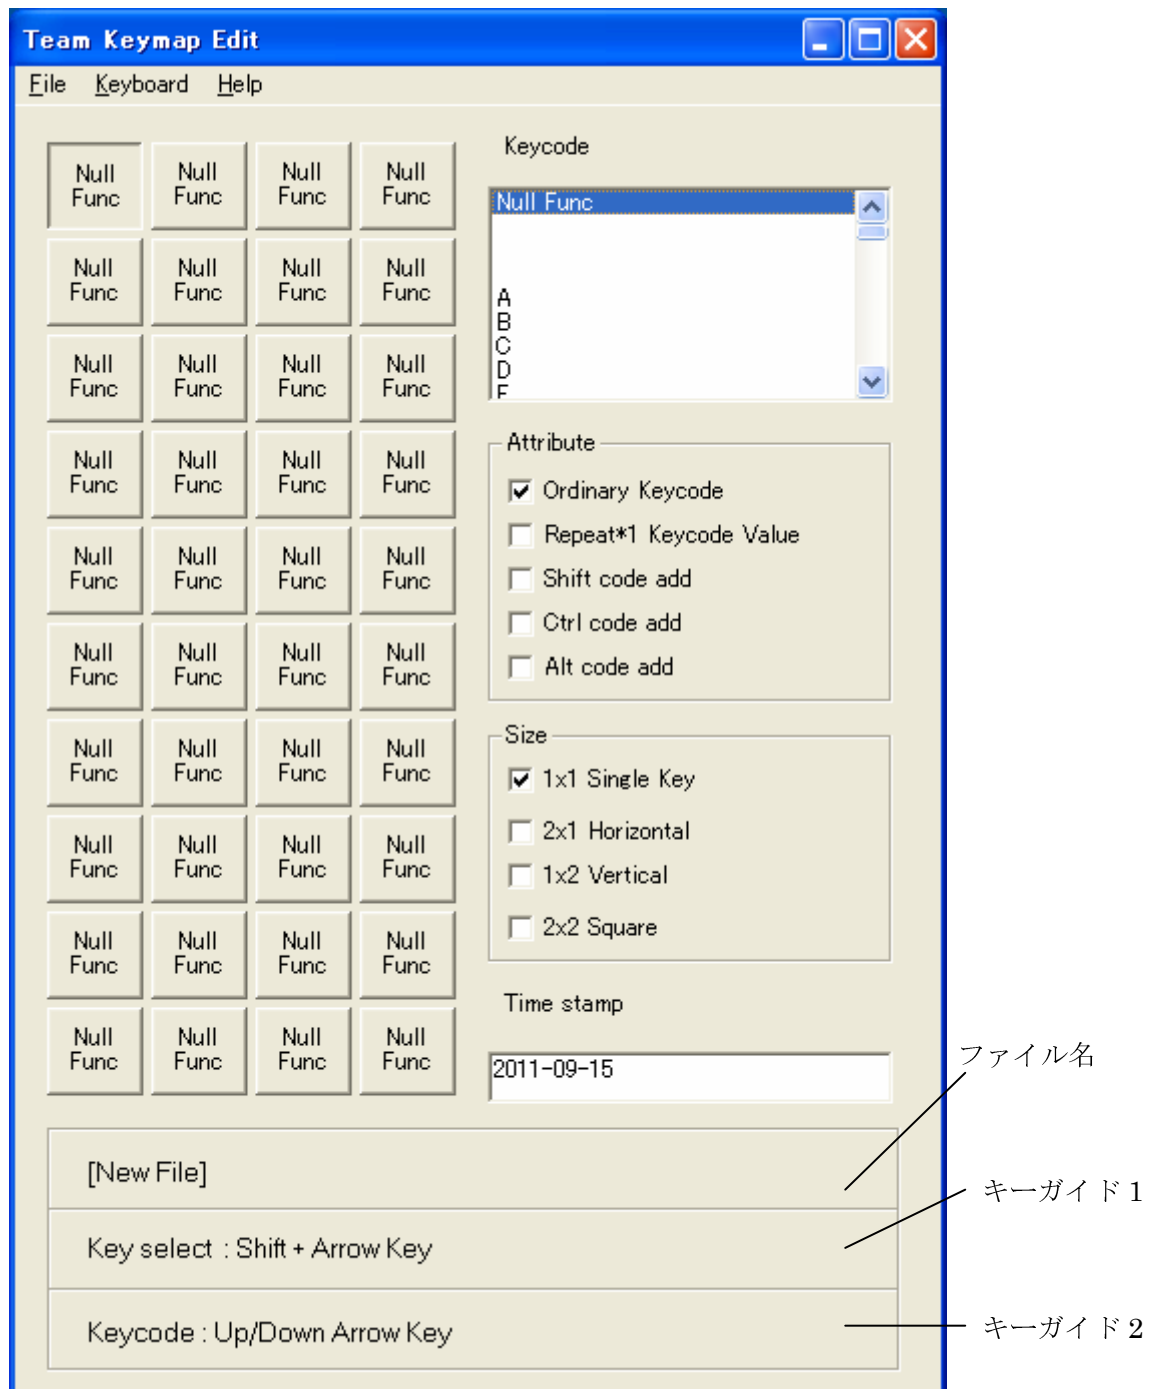 Team Keymap Edit
File Keyboard Help
Null Func Null Func Null Func Null Func
Null Func Null Func Null Func Null Func
Null Func Null Func Null Func Null Func
Null Func Null Func Null Func Null Func
Null Func Null Func Null Func Null Func
Null Func Null Func Null Func Null Func
Null Func Null Func Null Func Null Func
Null Func Null Func Null Func Null Func
Null Func Null Func Null Func Null Func
Null Func Null Func Null Func Null Func
Keycode
Null Func
A
B
C
D
Attribute
Ordinary Keycode
Repeat*1 Keycode Value
Shift code add
Ctrl code add
Alt code add
Size
1x1 Single Key
2x1 Horizontal
1x2 Vertical
2x2 Square
Time stamp
2011-09-15
[New File]
Key select : Shift + Arrow Key
Keycode : Up/Down Arrow Key
ファイル名
キーガイド 1
キーガイド 2